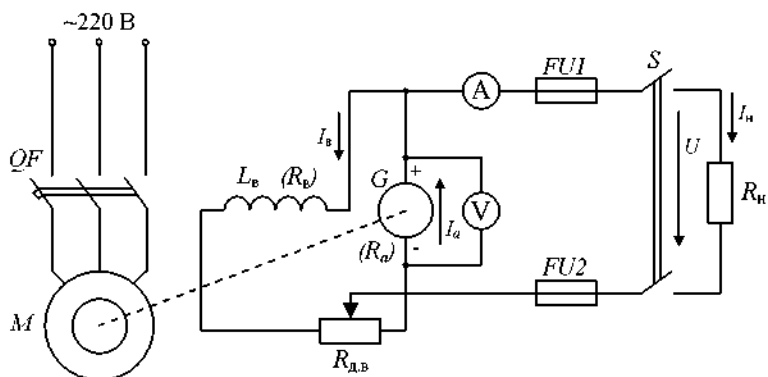 ~220 В
QF
M
Lв
(Rв)
Iв
G
+
-
(Rа)
Iа
V
A
FU1
FU2
S
U
Iн
Rн
Rд.в